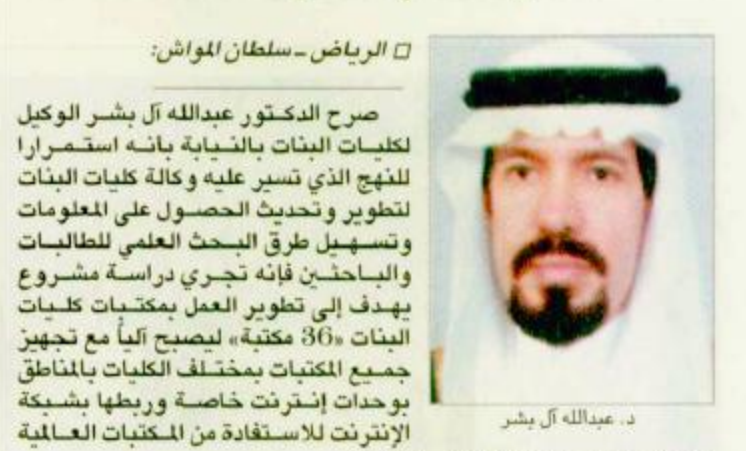 □ الرياض ـ سلطان المواش:
صرح الدكتور عبدالله آل بشر الوكيل
لكليات البنات بالنيابة بأنه استمرارا
للنهج الذي تسير عليه وكالة كليات البنات
لتطوير وتحديث الحصول على المعلومات
وتسهيل طرق البحث العلمي للطالبات
والباحثين فإنه تجري دراسة مشروع
يهدف إلى تطوير العمل بمكتبات كليات
البنات «36 مكتبة» ليصبح آلياً مع تجهيز
جميع المكتبات بمختلف الكليات بالمناطق
بوحدات إنترنت خاصة وربطها بشبكة
الإنترنت للاستفادة من المكتبات العالمية
د. عبدالله آل بشر